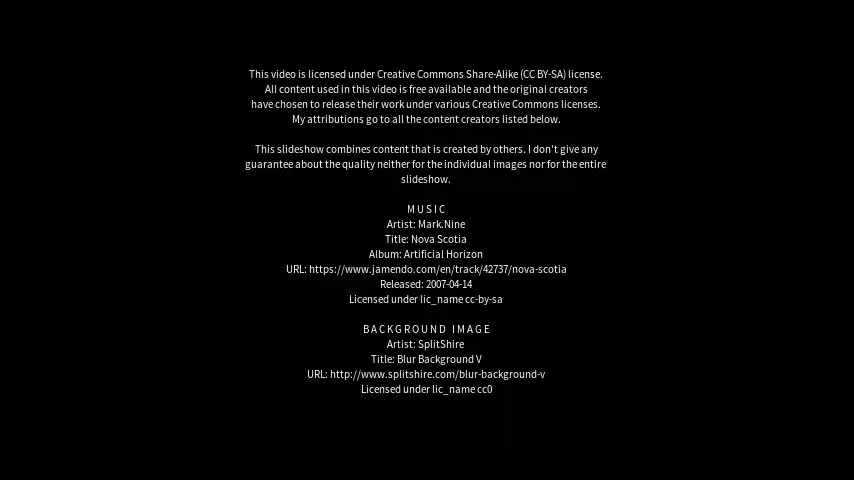 This video is licensed under Creative Commons Share-Alike (CC BY-SA) license.
All content used in this video is free available and the original creators
have chosen to release their work under various Creative Commons licenses.
My attributions go to all the content creators listed below.
This slideshow combines content that is created by others. I don't give any
guarantee about the quality neither for the individual images nor for the entire
slideshow.
MUSIC
Artist: Mark.Nine
Title: Nova Scotia
Album: Artificial Horizon
URL: https://www.jamendo.com/en/track/42737/nova-scotia
Released: 2007-04-14
Licensed under lic_name cc-by-sa
BACKGROUND IMAGE
Artist: SplitShire
Title: Blur Background V
URL: http://www.splitshire.com/blur-background-v
Licensed under lic_name cc0